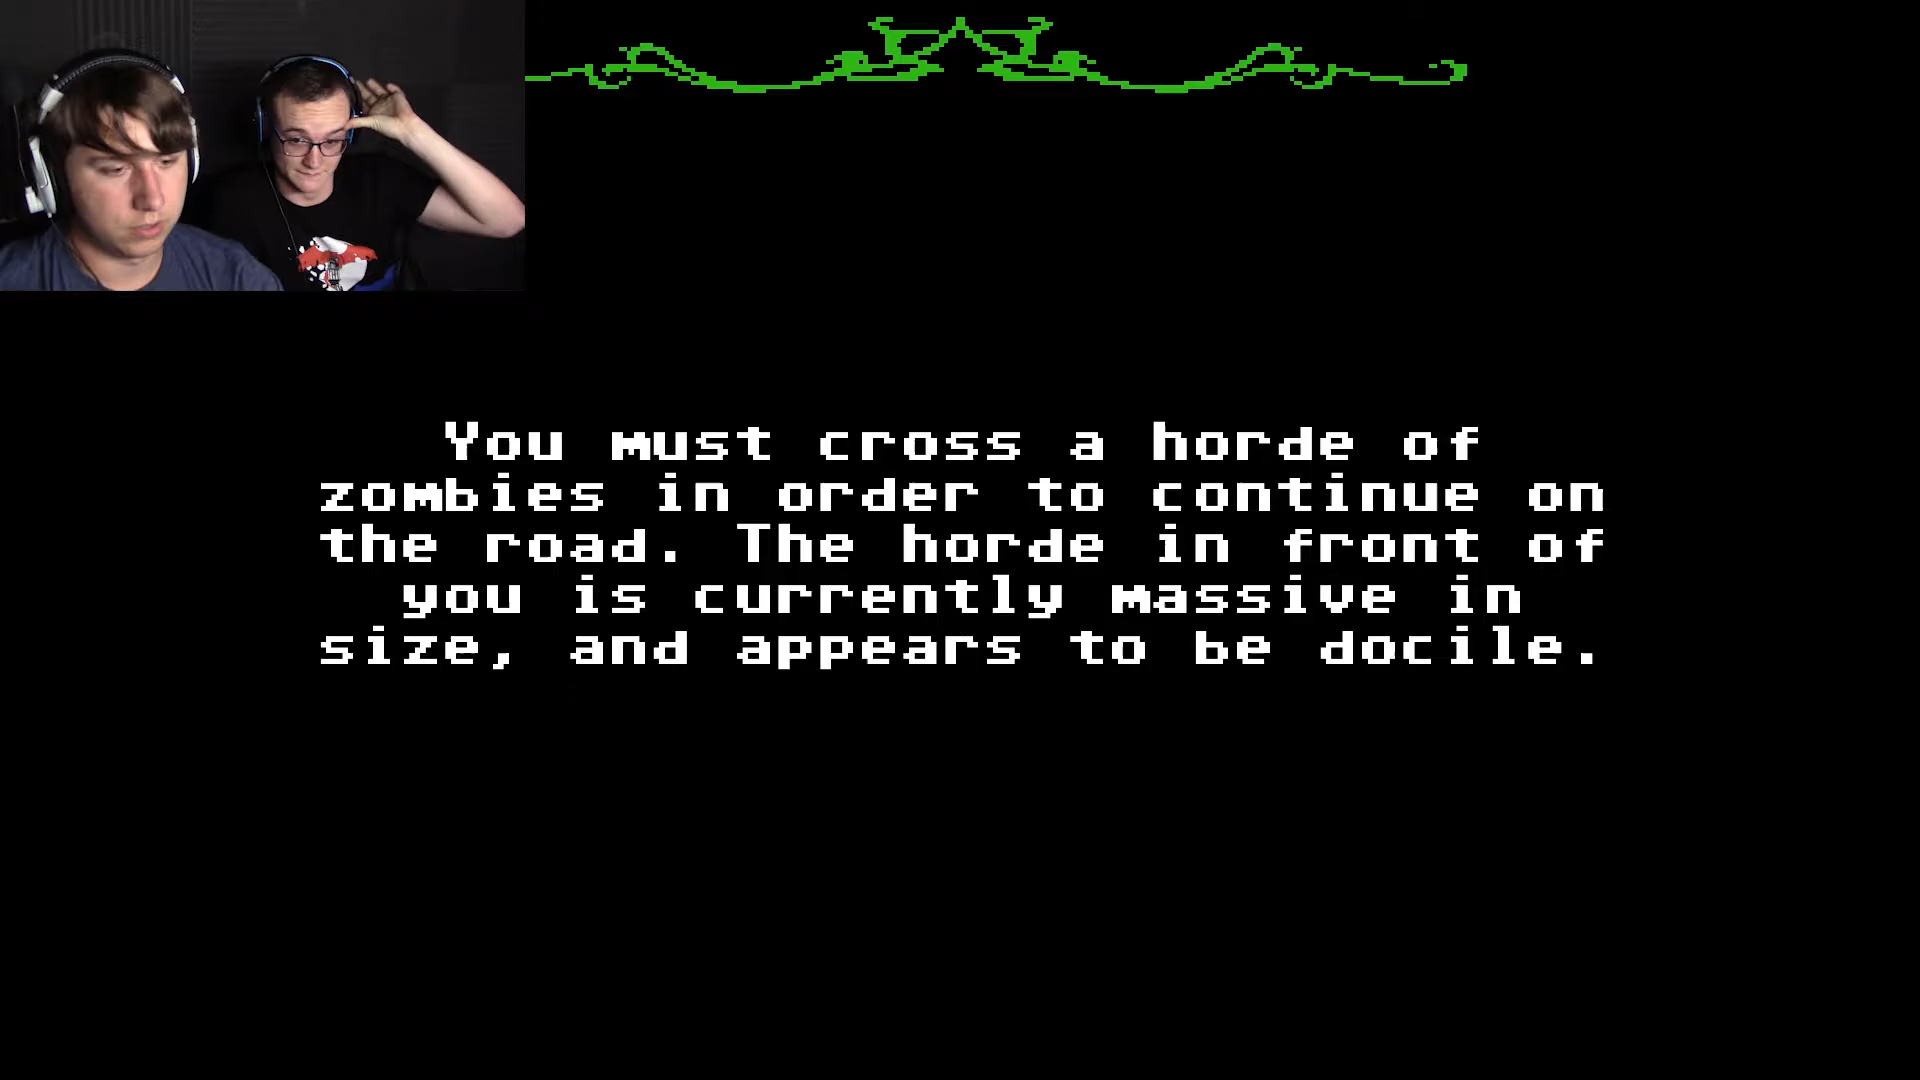 You must cross a horde of
zombies in order to continue on
the road. The horde in front of
you is currently massive in
size, and appears to be docile.